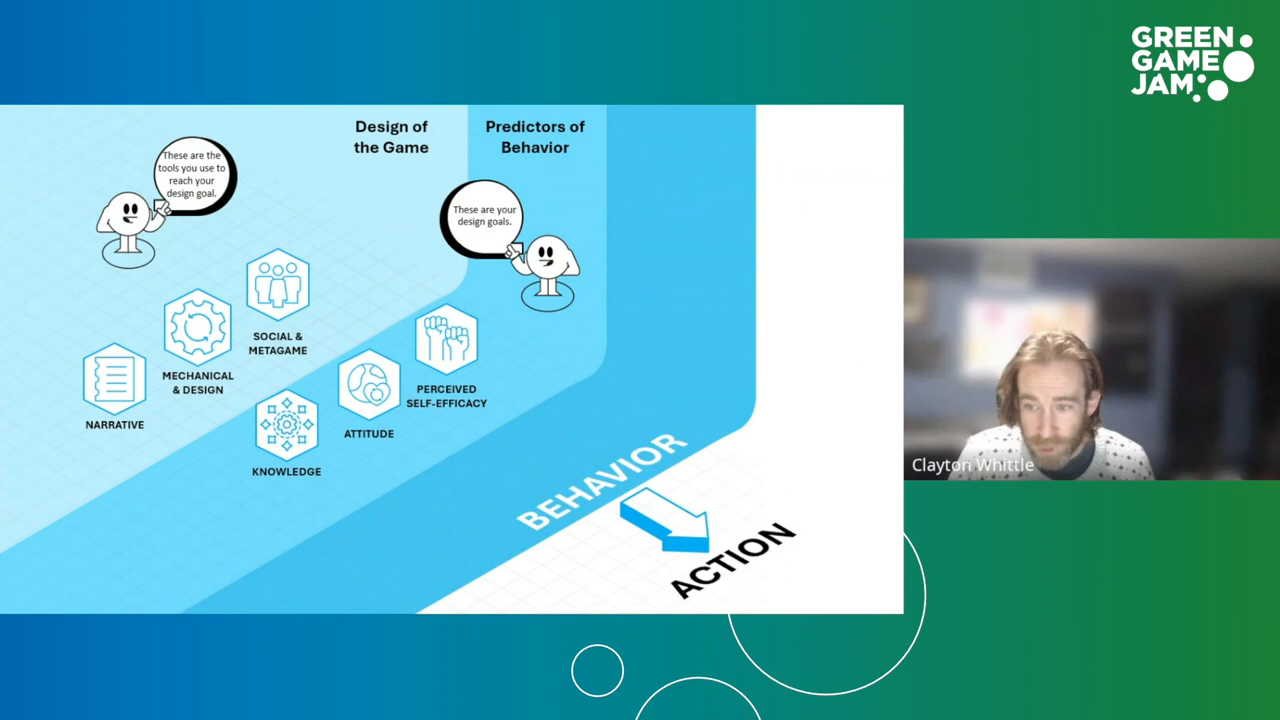 GREEN
GAME
JAM
Design of
the Game
Predictors of
Behavior
These are the
tools you use to
reach your
design goal.
These are your
design goals.
SOCIAL &
METAGAME
MECHANICAL
& DESIGN
NARRATIVE
PERCEIVED
SELF-EFFICACY
ATTITUDE
KNOWLEDGE
BEHAVIOR
ACTION
Clayton Whittle